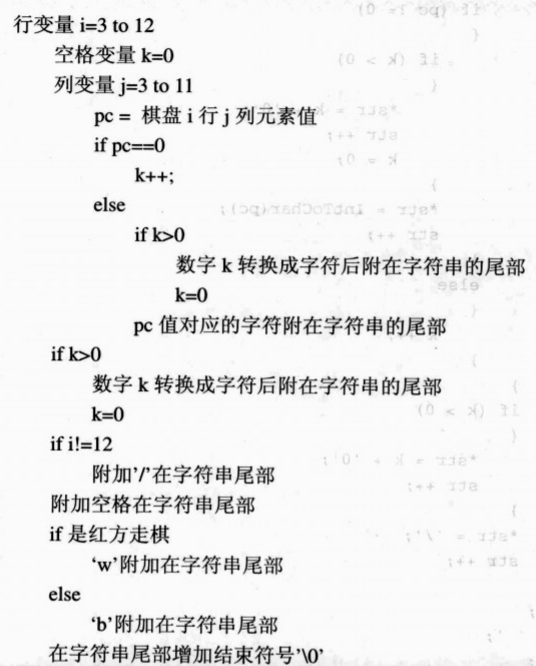 行变量 i=3 to 12
空格变量 k=0
列变量 j=3 to 11
pc = 棋盘 i 行 j 列元素值
if pc==0
k++;
else
if k>0
数字 k 转换成字符后附在字符串的尾部
k=0
pc 值对应的字符附在字符串的尾部
if k>0
数字 k 转换成字符后附在字符串的尾部
k=0
if i!=12
附加'/'在字符串尾部
附加空格在字符串尾部
if 是红方走棋
‘w’附加在字符串尾部
else
‘b’附加在字符串尾部
在字符串尾部增加结束符号’\0’